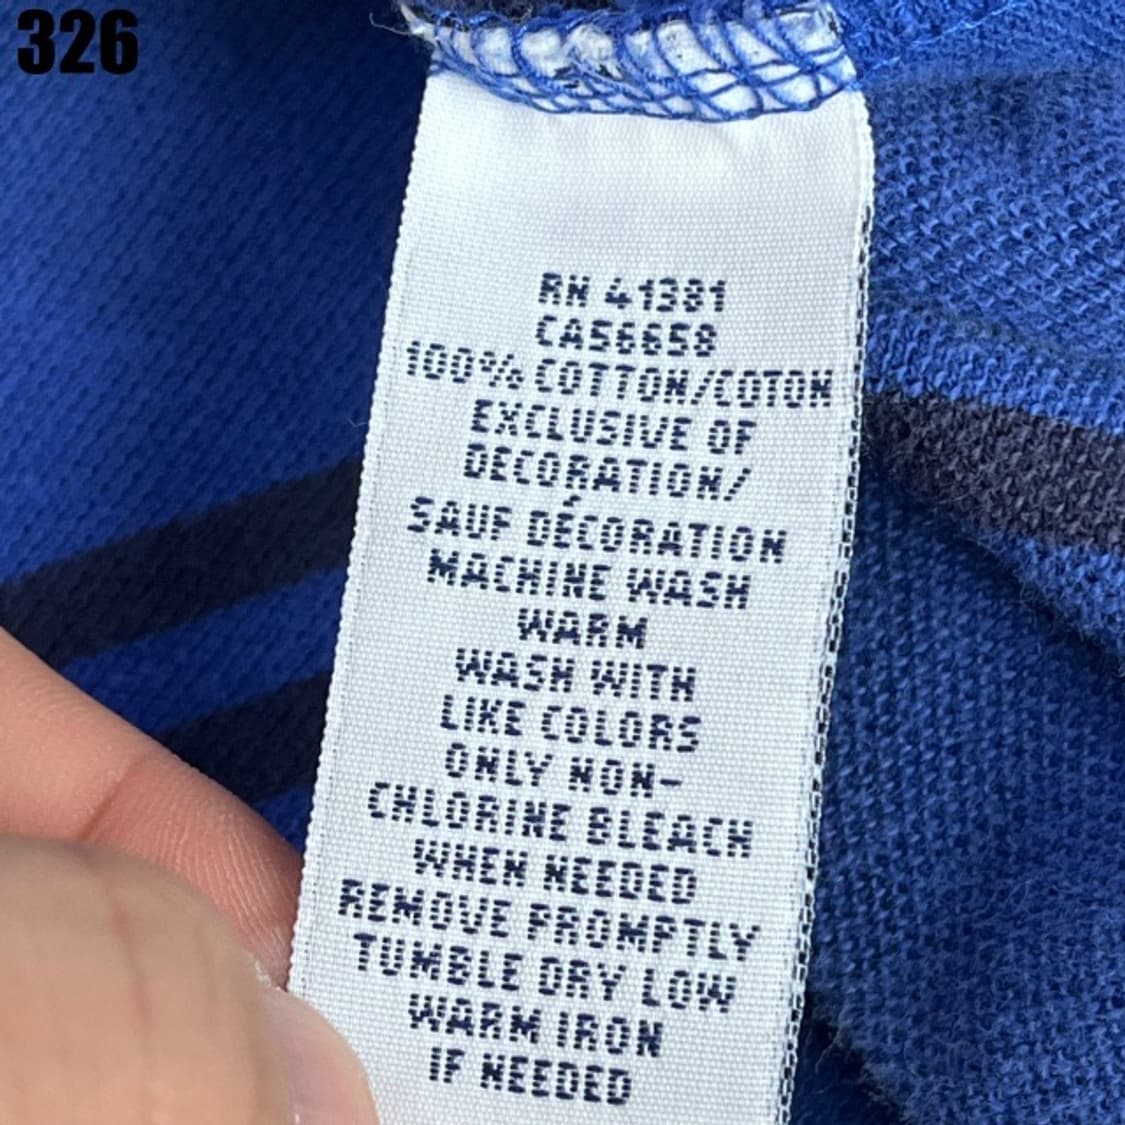 326
RN 41381
CA56658
100% COTTON/COTON
EXCLUSIVE OF
DECORATION/
SAUF DÉCORATION
MACHINE WASH
WARM
WASH WITH
LIKE COLORS
ONLY NON-
CHLORINE BLEACH
WHEN NEEDED
REMOVE PROMPTLY
TUMBLE DRY LOW
WARM IRON
IF NEEDED